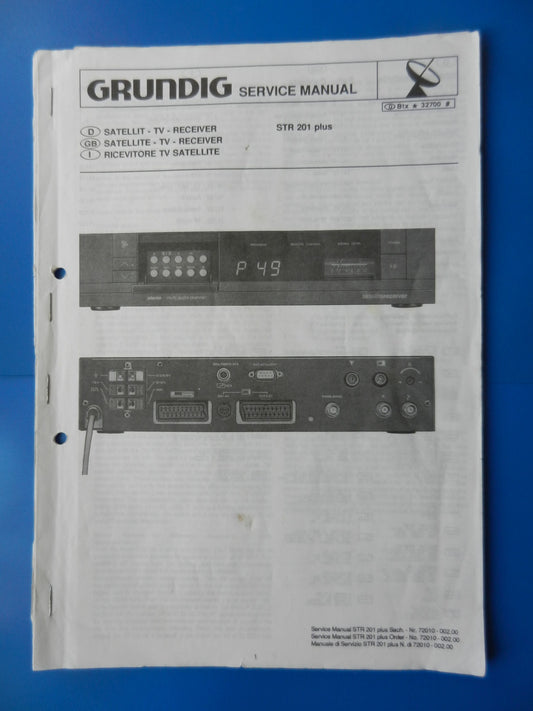 GRUNDIG SERVICE MANUAL
Btx * 32700 #
D SATELLIT - TV - RECEIVER
STR 201 plus
GB SATELLITE - TV - RECEIVER
I RICEVITORE TV SATELLITE
P 49
Service Manual STR 201 plus Sach. - Nr. 72010 - 002.00
Service Manual STR 201 plus Order - No. 72010 - 002.00
Manuale di Servizio STR 201 plus N. di 72010 - 002.00